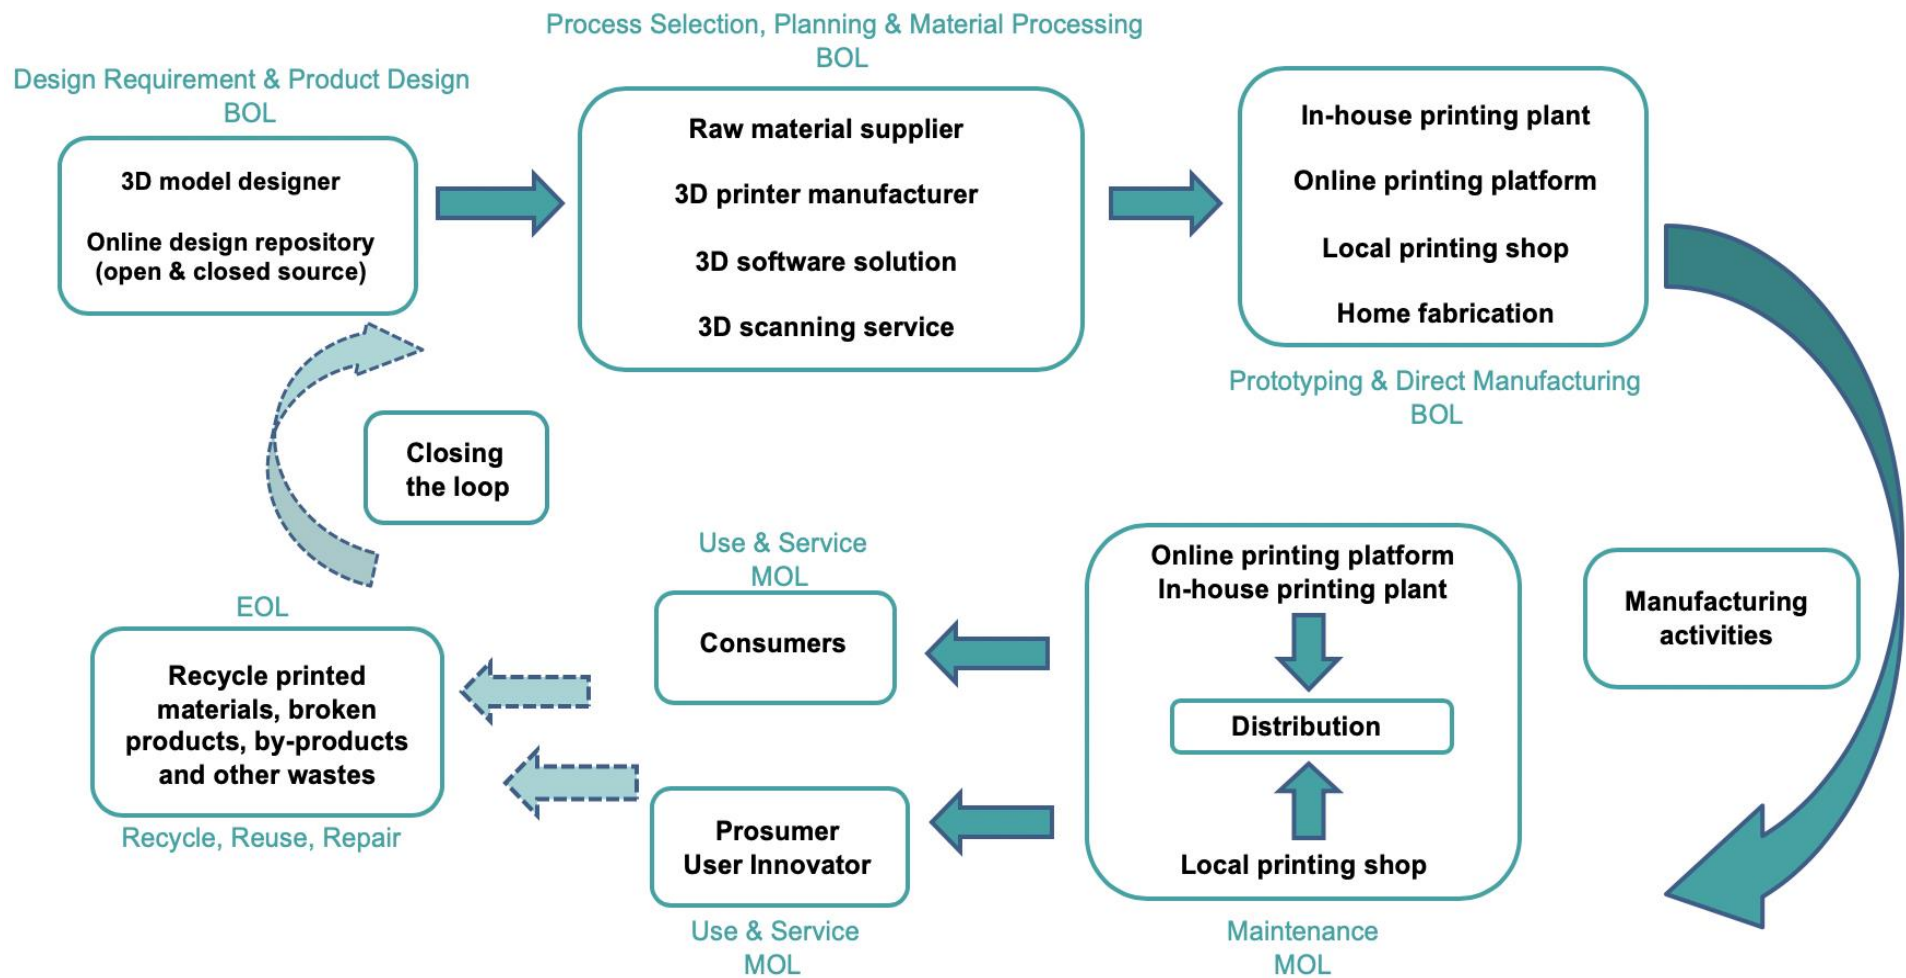 Process Selection, Planning & Material Processing
BOL
Design Requirement & Product Design
BOL
3D model designer
Online design repository
(open & closed source)
Raw material supplier
3D printer manufacturer
3D software solution
3D scanning service
In-house printing plant
Online printing platform
Local printing shop
Home fabrication
Prototyping & Direct Manufacturing
BOL
Manufacturing
activities
Online printing platform
In-house printing plant
Distribution
Local printing shop
Maintenance
MOL
Use & Service
MOL
Consumers
Prosumer
User Innovator
Use & Service
MOL
EOL
Recycle printed
materials, broken
products, by-products
and other wastes
Recycle, Reuse, Repair
Closing
the loop